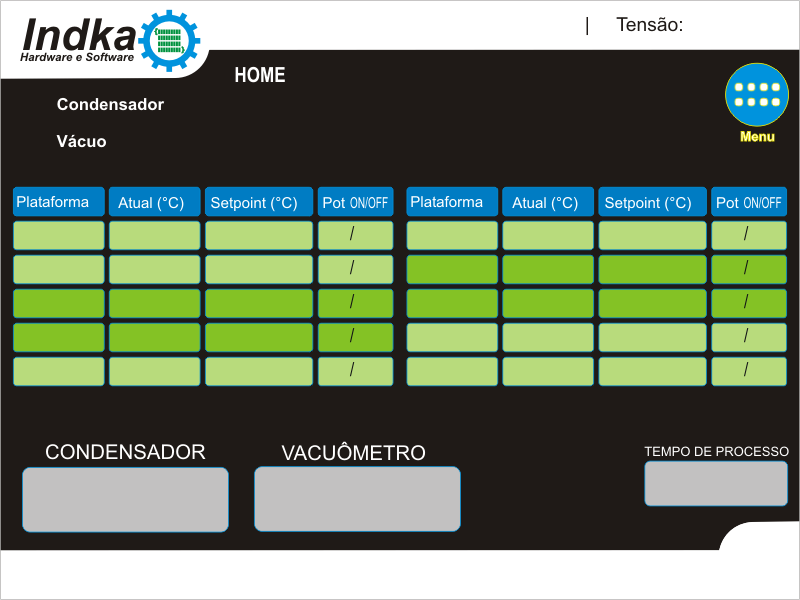 Indka
Hardware e Software
| Tensão:
HOME
Condensador
Vácuo
Menu
Plataforma Atual (°C) Setpoint (°C) Pot ON/OFF Plataforma Atual (°C) Setpoint (°C) Pot ON/OFF
/ /
/ /
/ /
/ /
/ /
CONDENSADOR VACUÔMETRO TEMPO DE PROCESSO